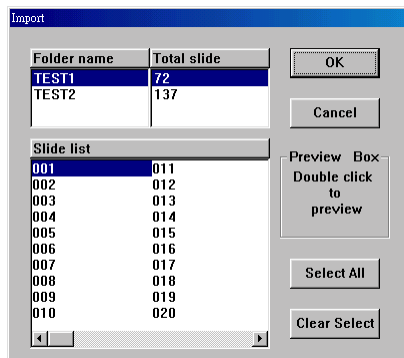 Import
Folder name Total slide
TEST1 72
TEST2 137
OK
Cancel
Slide list
001 011
002 012
003 013
004 014
005 015
006 016
007 017
008 018
009 019
010 020
Preview Box
Double click
to
preview
Select All
Clear Select